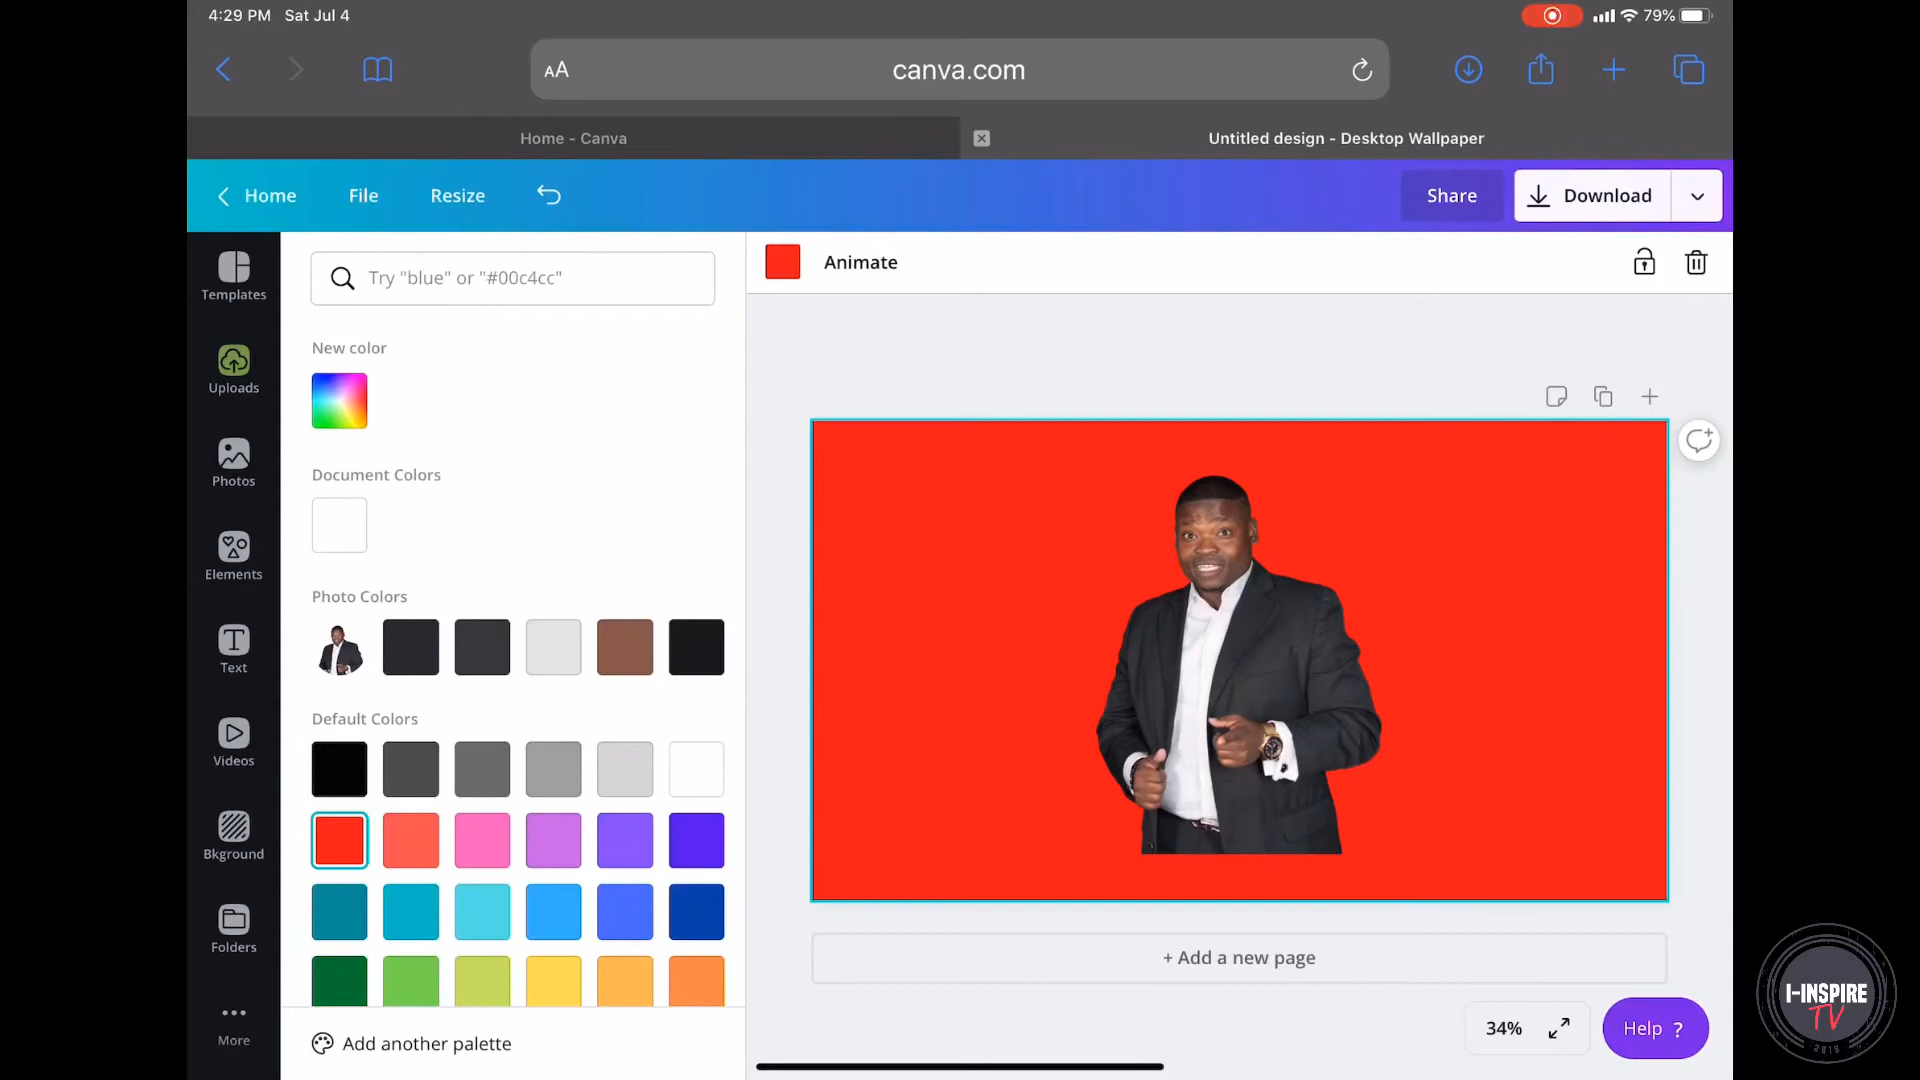 4:29 PM Sat Jul 4
79%
AA
canva.com
Home - Canva
Untitled design - Desktop Wallpaper
Home
File
Resize
Share
Download
Templates
Try "blue" or "#00c4cc"
Animate
New color
Uploads
Document Colors
Photos
Elements
Photo Colors
Text
Default Colors
Videos
Bkground
Folders
+ Add a new page
More
Add another palette
34%
Help ?
I-INSPIRE
TV
2018